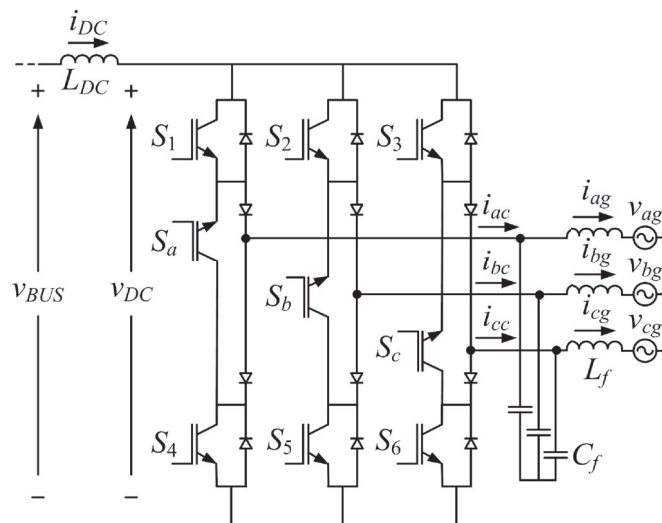 i_DC
L_DC
+ +
S_1 S_2 S_3
i_ac i_ag v_ag
S_a
i_bc i_bg v_bg
v_BUS v_DC S_b
i_cc i_cg v_cg
S_c
L_f
S_4 S_5 S_6
C_f
− −